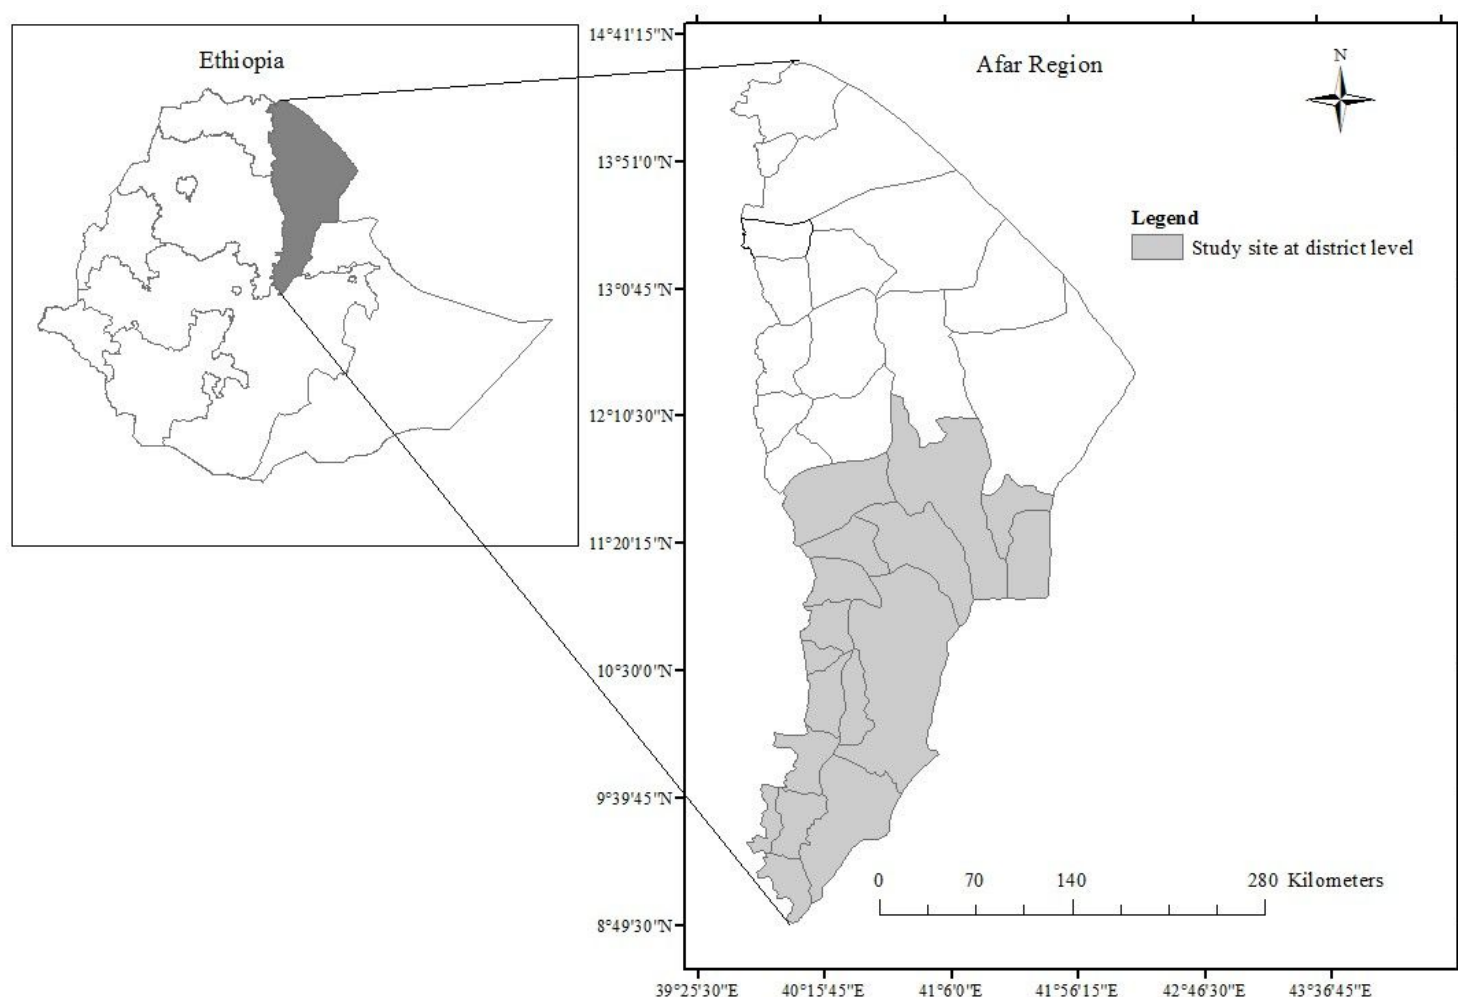 Ethiopia
Afar Region
N
Legend
Study site at district level
14°41'15"N
13°51'0"N
13°0'45"N
12°10'30"N
11°20'15"N
10°30'0"N
9°39'45"N
8°49'30"N
0 70 140 280 Kilometers
39°25'30"E 40°15'45"E 41°6'0"E 41°56'15"E 42°46'30"E 43°36'45"E